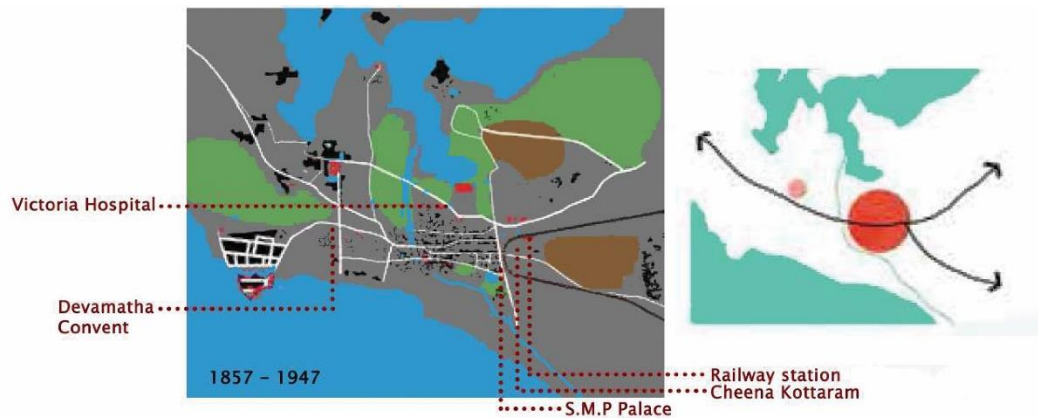 Victoria Hospital
Devamatha
Convent
1857 – 1947
Railway station
Cheena Kottaram
S.M.P Palace